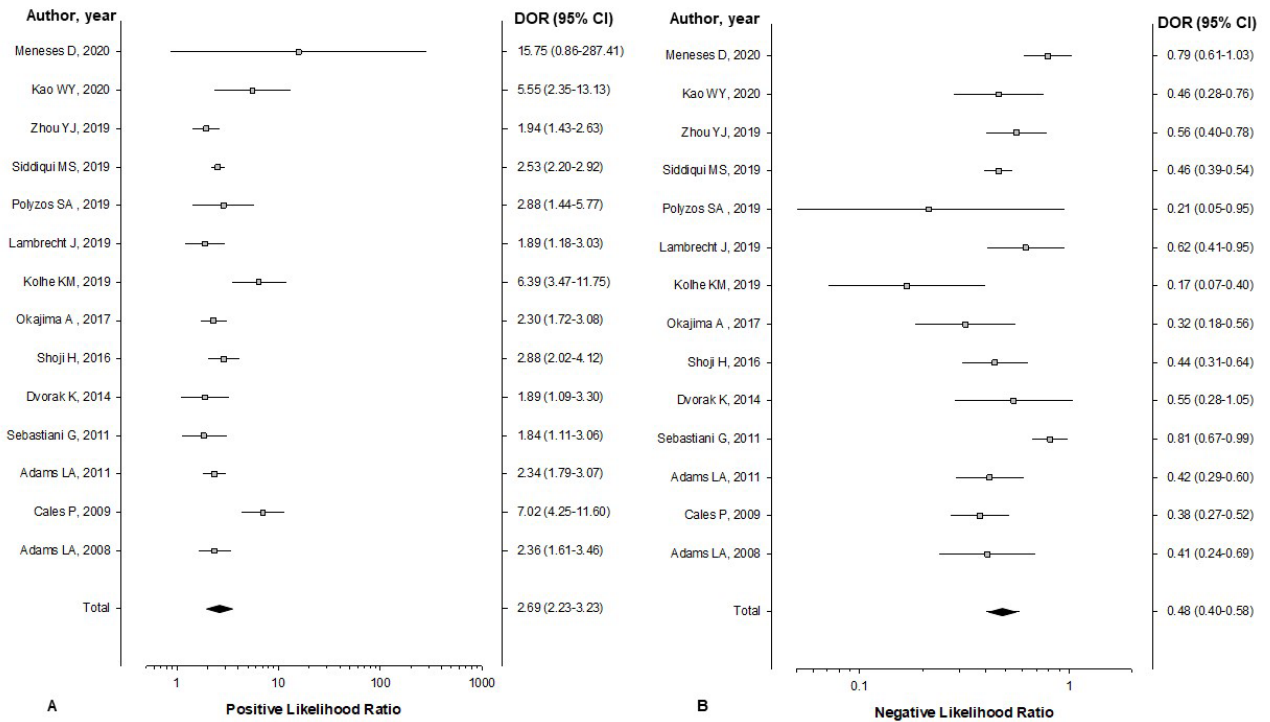 Author, year DOR (95% CI)
Meneses D, 2020 15.75 (0.86-287.41)
Kao WY, 2020 5.55 (2.35-13.13)
Zhou YJ, 2019 1.94 (1.43-2.63)
Siddiqui MS, 2019 2.53 (2.20-2.92)
Polyzos SA , 2019 2.88 (1.44-5.77)
Lambrecht J, 2019 1.89 (1.18-3.03)
Kolhe KM, 2019 6.39 (3.47-11.75)
Okajima A , 2017 2.30 (1.72-3.08)
Shoji H, 2016 2.88 (2.02-4.12)
Dvorak K, 2014 1.89 (1.09-3.30)
Sebastiani G, 2011 1.84 (1.11-3.06)
Adams LA, 2011 2.34 (1.79-3.07)
Cales P, 2009 7.02 (4.25-11.60)
Adams LA, 2008 2.36 (1.61-3.46)
Total 2.69 (2.23-3.23)
1 10 100 1000
A Positive Likelihood Ratio
Author, year DOR (95% CI)
Meneses D, 2020 0.79 (0.61-1.03)
Kao WY, 2020 0.46 (0.28-0.76)
Zhou YJ, 2019 0.56 (0.40-0.78)
Siddiqui MS, 2019 0.46 (0.39-0.54)
Polyzos SA , 2019 0.21 (0.05-0.95)
Lambrecht J, 2019 0.62 (0.41-0.95)
Kolhe KM, 2019 0.17 (0.07-0.40)
Okajima A , 2017 0.32 (0.18-0.56)
Shoji H, 2016 0.44 (0.31-0.64)
Dvorak K, 2014 0.55 (0.28-1.05)
Sebastiani G, 2011 0.81 (0.67-0.99)
Adams LA, 2011 0.42 (0.29-0.60)
Cales P, 2009 0.38 (0.27-0.52)
Adams LA, 2008 0.41 (0.24-0.69)
Total 0.48 (0.40-0.58)
0.1 1
B Negative Likelihood Ratio